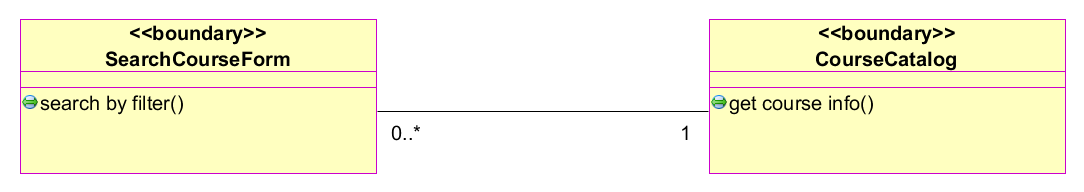 <<boundary>>
SearchCourseForm
search by filter()
0..*
1
<<boundary>>
CourseCatalog
get course info()